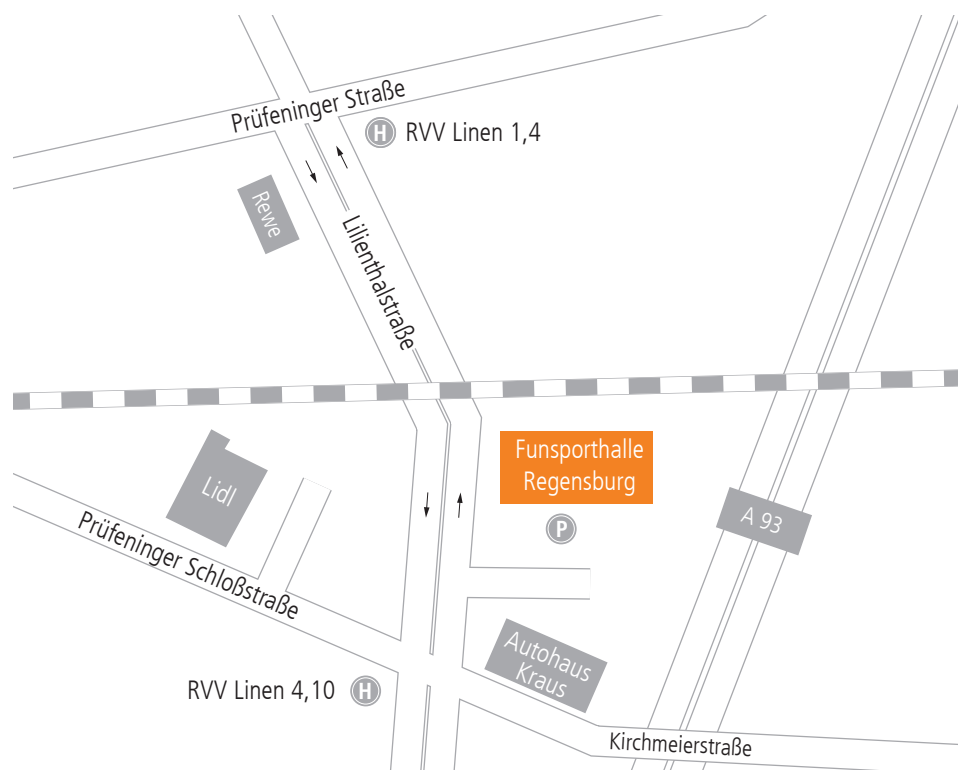 Prüfeninger Straße
H RVV Linen 1,4
Rewe
Lilienthalstraße
Funsporthalle
Regensburg
Lidl
A 93
P
Prüfeninger Schloßstraße
Autohaus
Kraus
RVV Linen 4,10 H
Kirchmeierstraße